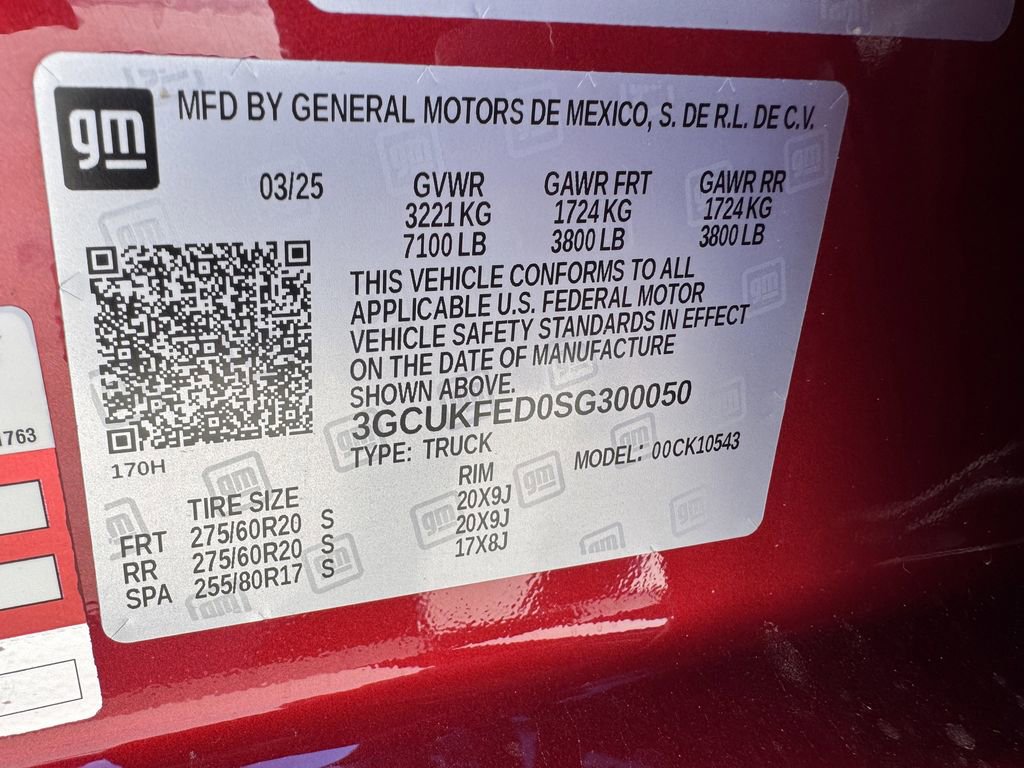 gm
MFD BY GENERAL MOTORS DE MEXICO, S. DE R.L. DE C.V.
03/25 GVWR GAWR FRT GAWR RR
3221 KG 1724 KG 1724 KG
7100 LB 3800 LB 3800 LB
THIS VEHICLE CONFORMS TO ALL
APPLICABLE U.S. FEDERAL MOTOR
VEHICLE SAFETY STANDARDS IN EFFECT
ON THE DATE OF MANUFACTURE
SHOWN ABOVE.
3GCUKFED0SG300050
TYPE: TRUCK MODEL: 00CK10543
170H
TIRE SIZE RIM
FRT 275/60R20 S 20X9J
RR 275/60R20 S 20X9J
SPA 255/80R17 S 17X8J
1763